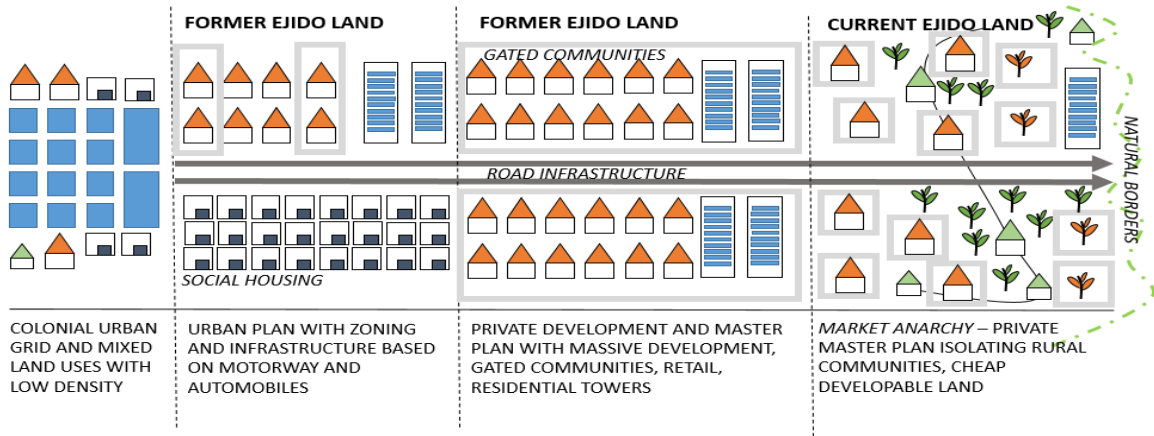 FORMER EJIDO LAND
FORMER EJIDO LAND
CURRENT EJIDO LAND
GATED COMMUNITIES
NATURAL BORDERS
ROAD INFRASTRUCTURE
SOCIAL HOUSING
COLONIAL URBAN
GRID AND MIXED
LAND USES WITH
LOW DENSITY
URBAN PLAN WITH ZONING
AND INFRASTRUCTURE BASED
ON MOTORWAY AND
AUTOMOBILES
PRIVATE DEVELOPMENT AND MASTER
PLAN WITH MASSIVE DEVELOPMENT,
GATED COMMUNITIES, RETAIL,
RESIDENTIAL TOWERS
MARKET ANARCHY – PRIVATE
MASTER PLAN ISOLATING RURAL
COMMUNITIES, CHEAP
DEVELOPABLE LAND